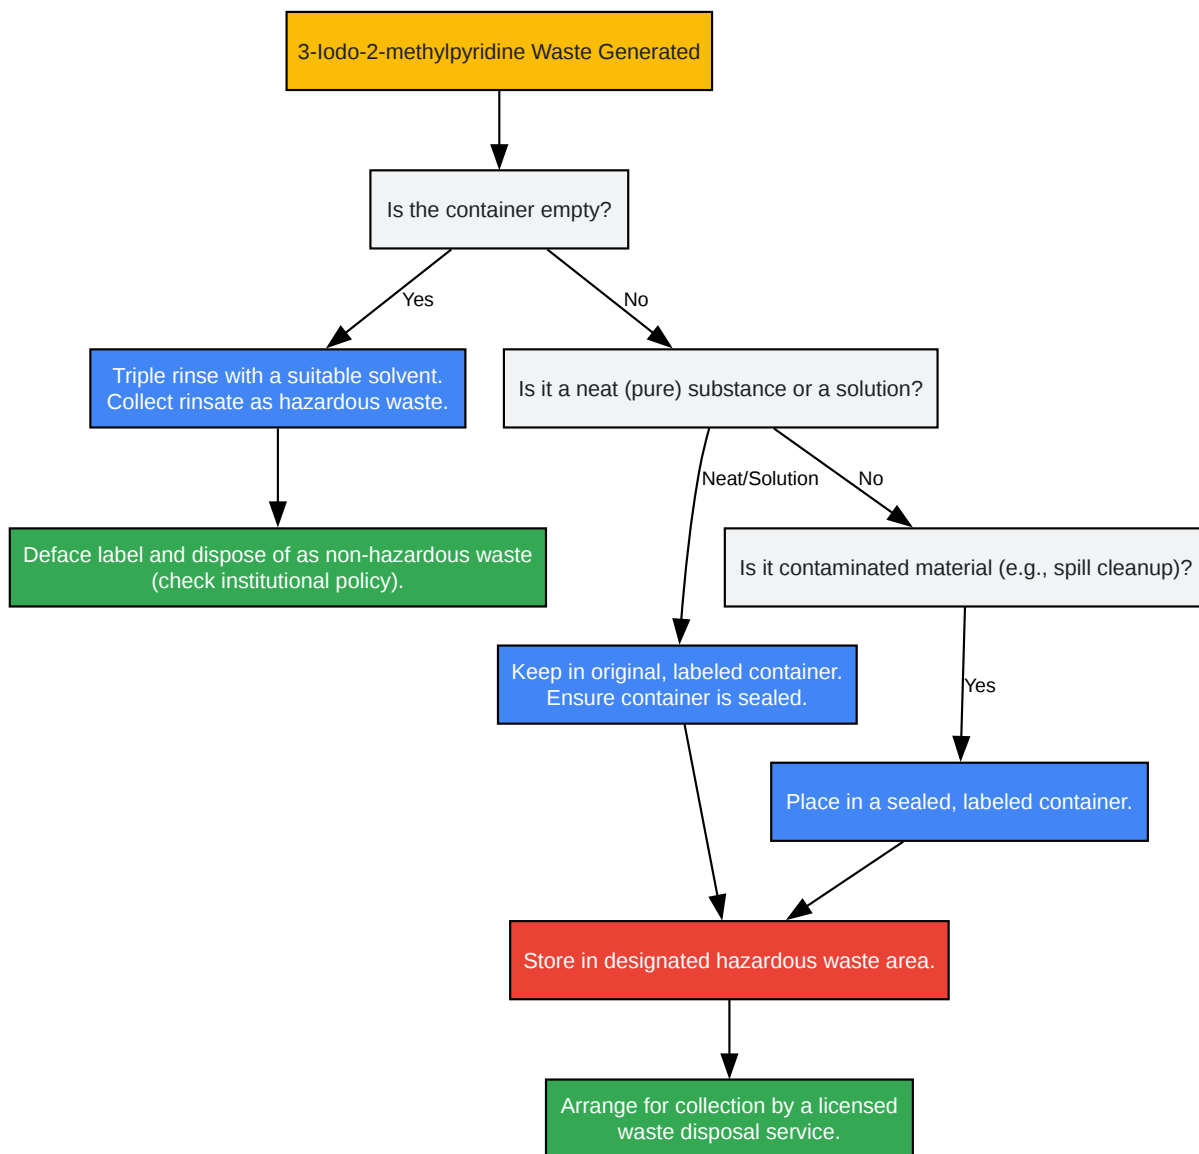 3-Iodo-2-methylpyridine Waste Generated
Is the container empty?
Yes
No
Triple rinse with a suitable solvent.
Collect rinsate as hazardous waste.
Is it a neat (pure) substance or a solution?
Neat/Solution
No
Deface label and dispose of as non-hazardous waste
(check institutional policy).
Is it contaminated material (e.g., spill cleanup)?
Keep in original, labeled container.
Ensure container is sealed.
Yes
Place in a sealed, labeled container.
Store in designated hazardous waste area.
Arrange for collection by a licensed
waste disposal service.